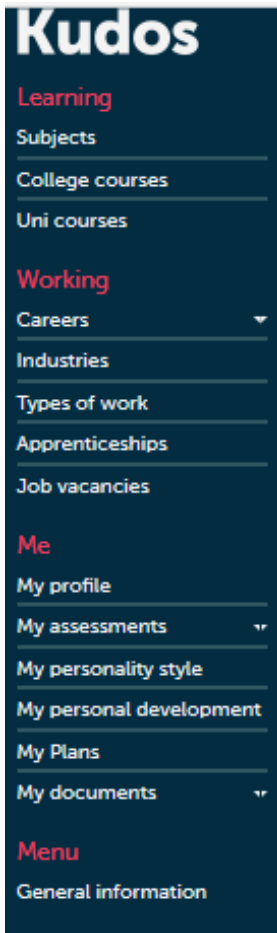 Kudos
Learning
Subjects
College courses
Uni courses
Working
Careers
Industries
Types of work
Apprenticeships
Job vacancies
Me
My profile
My assessments
My personality style
My personal development
My Plans
My documents
Menu
General information